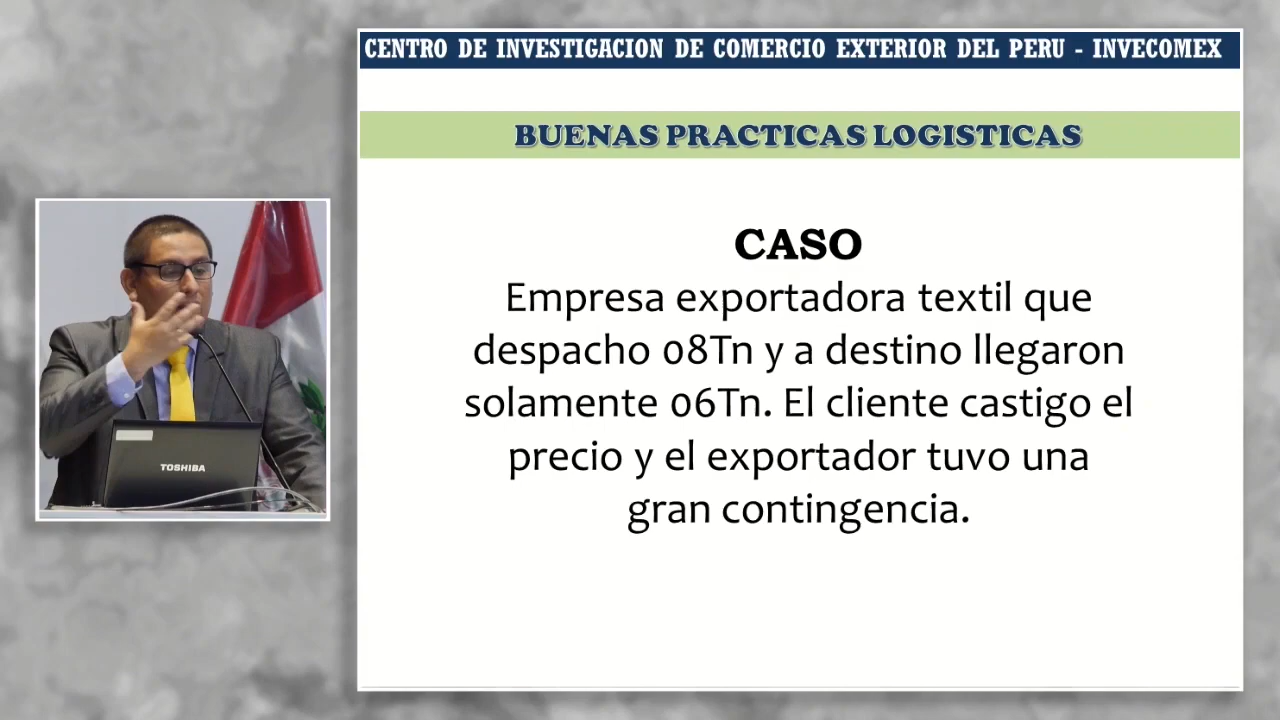 CENTRO DE INVESTIGACION DE COMERCIO EXTERIOR DEL PERU - INVECOMEX
BUENAS PRACTICAS LOGISTICAS
CASO
Empresa exportadora textil que
despacho 08Tn y a destino llegaron
solamente 06Tn. El cliente castigo el
precio y el exportador tuvo una
gran contingencia.
TOSHIBA